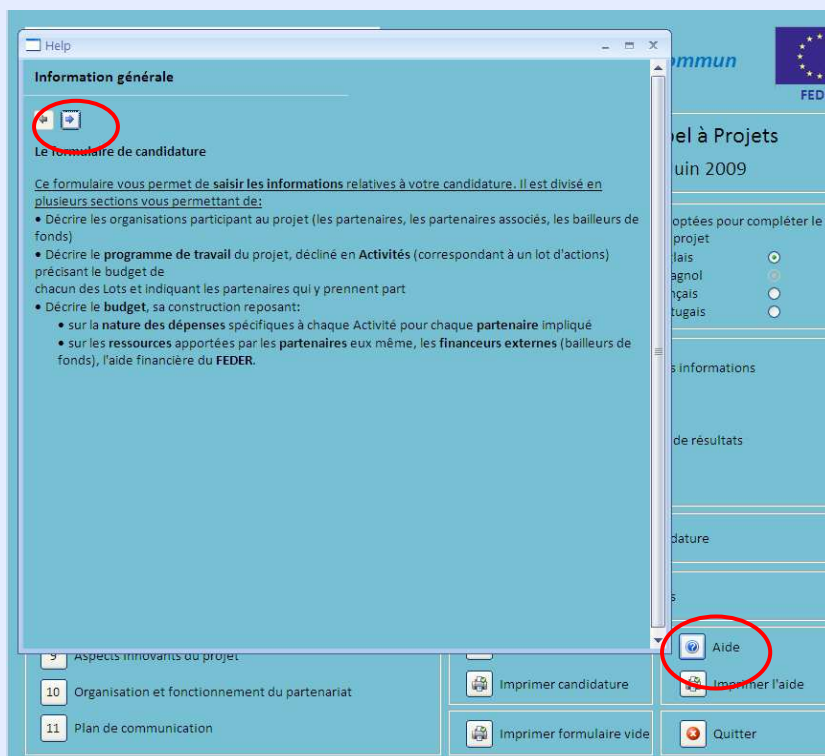 Help
Information générale
Le formulaire de candidature
Ce formulaire vous permet de saisir les informations relatives à votre candidature. Il est divisé en
plusieurs sections vous permettant de:
• Décrire les organisations participant au projet (les partenaires, les partenaires associés, les bailleurs de
fonds)
• Décrire le programme de travail du projet, décliné en Activités (correspondant à un lot d'actions)
précisant le budget de
chacun des Lots et indiquant les partenaires qui y prennent part
• Décrire le budget, sa construction reposant:
• sur la nature des dépenses spécifiques à chaque Activité pour chaque partenaire impliqué
• sur les ressources apportées par les partenaires eux même, les financeurs externes (bailleurs de
fonds), l'aide financière du FEDER.
ommun
FED
el à Projets
uin 2009
optées pour compléter le
projet
lais
agnol
nçais
tugais
s informations
de résultats
dature
s
Aide
9 Aspects innovants du projet
10 Organisation et fonctionnement du partenariat
Imprimer candidature
Imprimer l'aide
11 Plan de communication
Imprimer formulaire vide
Quitter